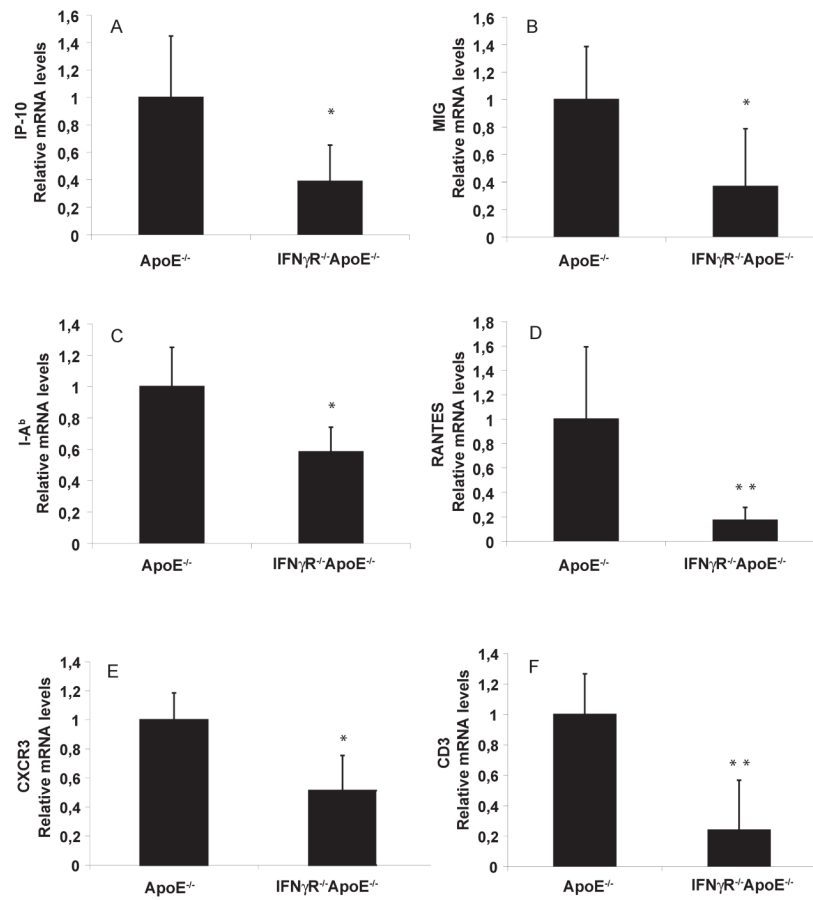 A
IP-10
Relative mRNA levels
1,6
1,4
1,2
1
0,8
0,6
0,4
0,2
0
*
ApoE-/-
IFNγR-/-ApoE-/-
B
MIG
Relative mRNA levels
1,6
1,4
1,2
1
0,8
0,6
0,4
0,2
0
*
ApoE-/-
IFNγR-/-ApoE-/-
C
I-Ab
Relative mRNA levels
1,4
1,2
1
0,8
0,6
0,4
0,2
0
*
ApoE-/-
IFNγR-/-ApoE-/-
D
RANTES
Relative mRNA levels
1,8
1,6
1,4
1,2
1
0,8
0,6
0,4
0,2
0
* *
ApoE-/-
IFNγR-/-ApoE-/-
E
CXCR3
Relative mRNA levels
1,4
1,2
1
0,8
0,6
0,4
0,2
0
*
ApoE-/-
IFNγR-/-ApoE-/-
F
CD3
Relative mRNA levels
1,4
1,2
1
0,8
0,6
0,4
0,2
0
* *
ApoE-/-
IFNγR-/-ApoE-/-